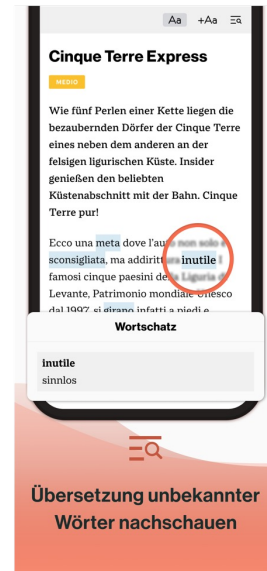 Aa +Aa
Cinque Terre Express
MEDIO
Wie fünf Perlen einer Kette liegen die
bezaubernden Dörfer der Cinque Terre
eines neben dem anderen an der
felsigen ligurischen Küste. Insider
genießen den beliebten
Küstenabschnitt mit der Bahn. Cinque
Terre pur!
Ecco una meta dove l'auto non solo è
sconsigliata, ma addirittura inutile. I
famosi cinque paesini della Liguria di
Levante, Patrimonio mondiale Unesco
dal 1997, si girano infatti a piedi e
Wortschatz
inutile
sinnlos
Übersetzung unbekannter
Wörter nachschauen